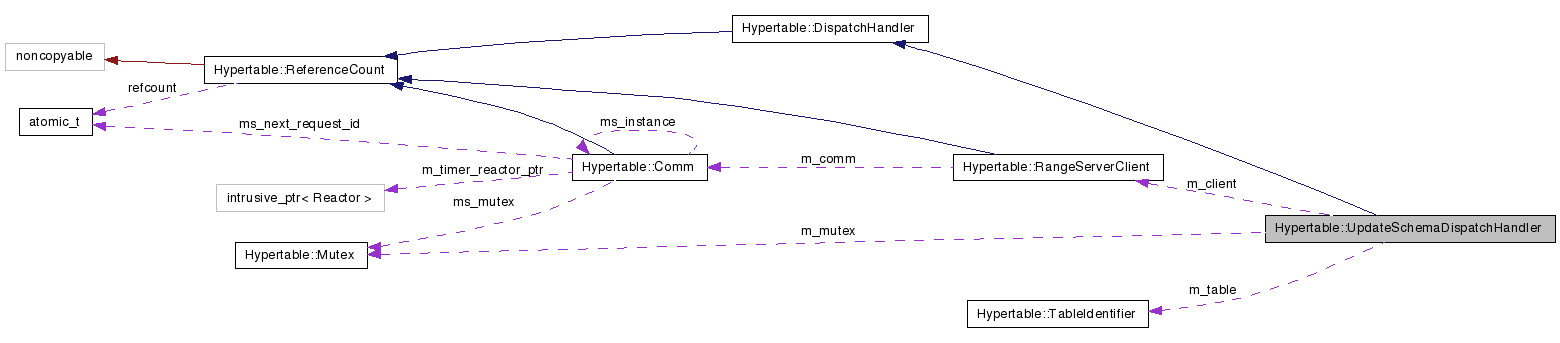 Hypertable::DispatchHandler
noncopyable
Hypertable::ReferenceCount
refcount
atomic_t
ms_next_request_id
ms_instance
Hypertable::Comm
m_comm
Hypertable::RangeServerClient
m_timer_reactor_ptr
m_client
intrusive_ptr< Reactor >
ms_mutex
Hypertable::UpdateSchemaDispatchHandler
m_mutex
Hypertable::Mutex
m_table
Hypertable::TableIdentifier